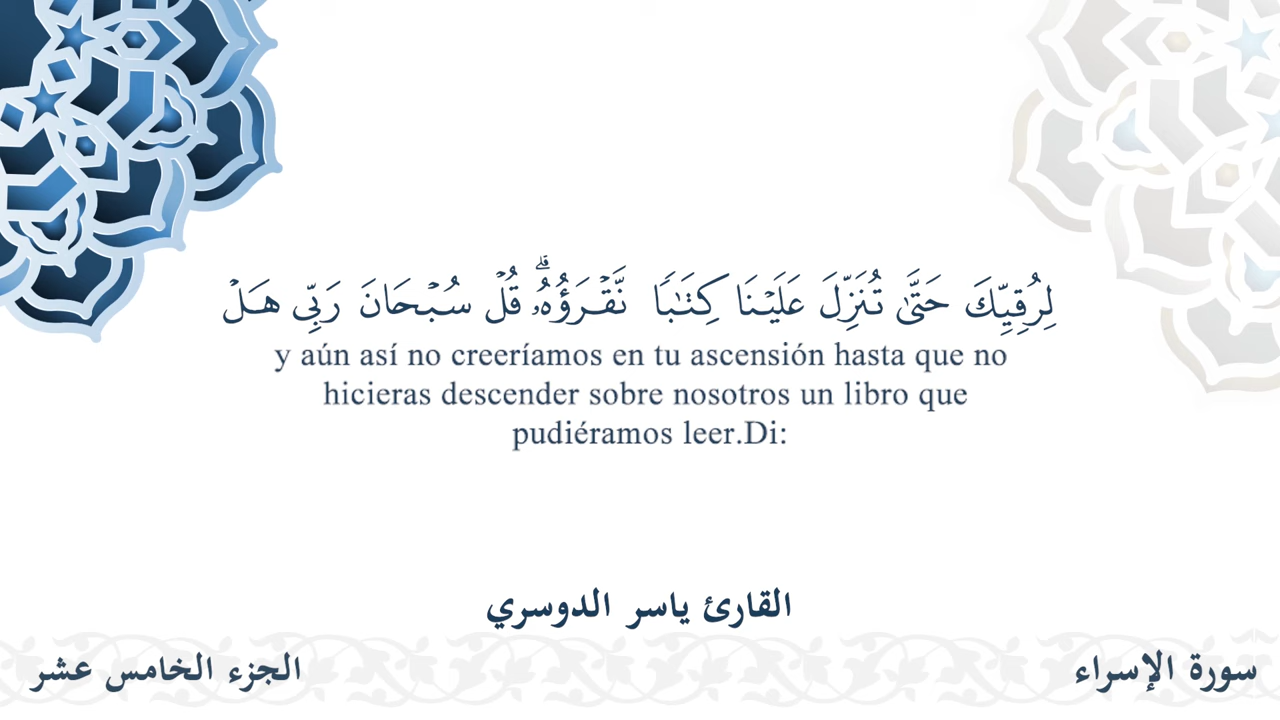 لِرُقِيِّكَ حَتَّىٰ تُنَزِّلَ عَلَيْنَا كِتَـٰبًا نَّقْرَؤُهُۥ ۗ قُلْ سُبْحَانَ رَبِّى هَلْ
y aún así no creeríamos en tu ascensión hasta que no
hicieras descender sobre nosotros un libro que
pudiéramos leer.Di:
القارئ ياسر الدوسري
سورة الإسراء
الجزء الخامس عشر